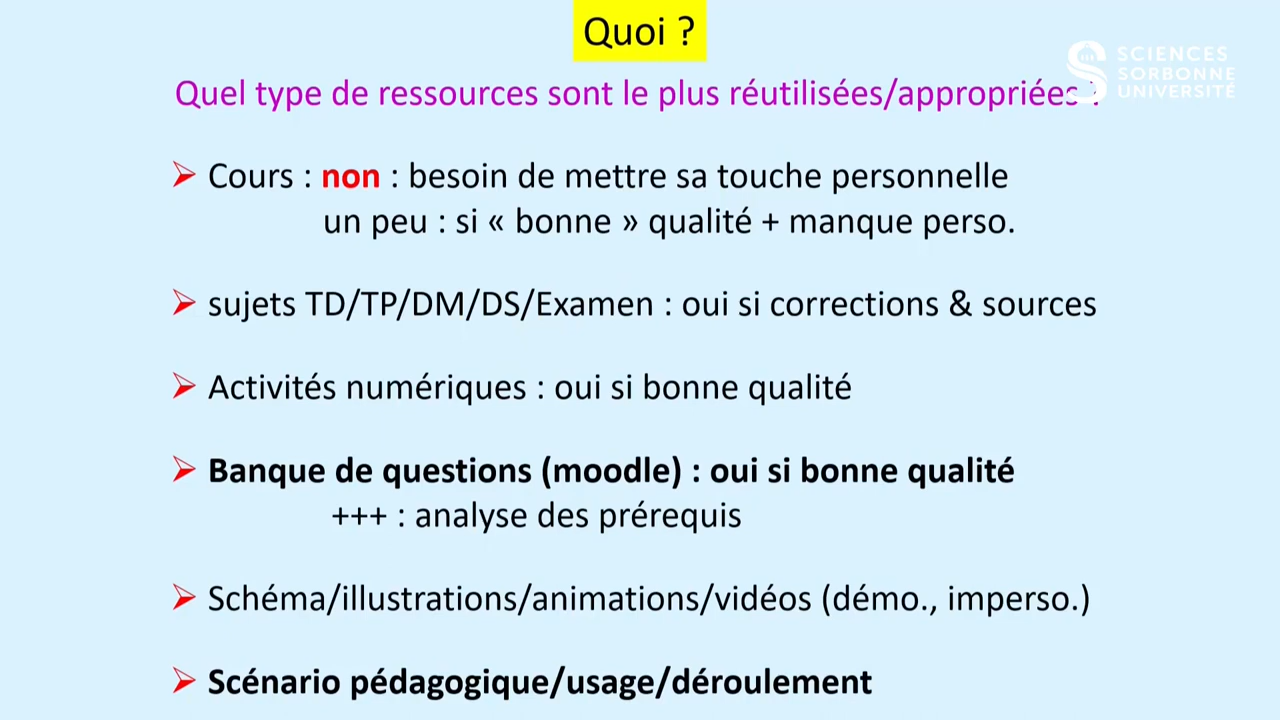 Quoi ?
SCIENCES
SORBONNE
UNIVERSITÉ
Quel type de ressources sont le plus réutilisées/appropriées ?
Cours : non : besoin de mettre sa touche personnelle
un peu : si « bonne » qualité + manque perso.
sujets TD/TP/DM/DS/Examen : oui si corrections & sources
Activités numériques : oui si bonne qualité
Banque de questions (moodle) : oui si bonne qualité
+++ : analyse des prérequis
Schéma/illustrations/animations/vidéos (démo., imperso.)
Scénario pédagogique/usage/déroulement